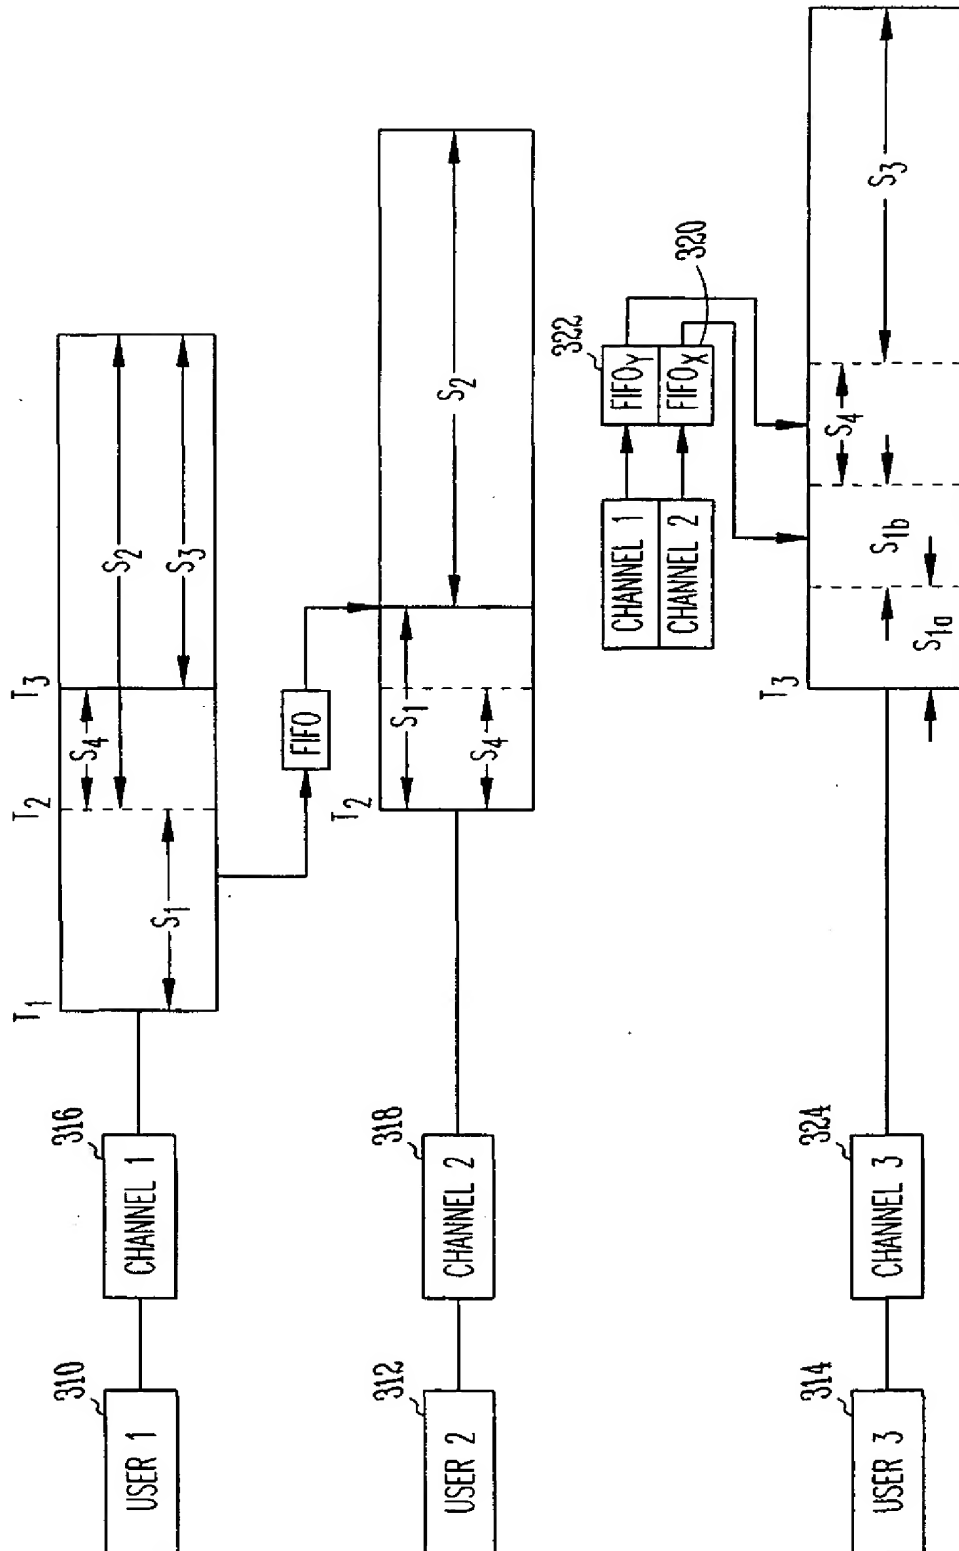 310
USER 1
316
CHANNEL 1
T1
S1
T2
S4
T3
S2
S3
FIFO
312
USER 2
318
CHANNEL 2
T2
S1
S4
S2
CHANNEL 1
CHANNEL 2
322
FIFOY
FIFOX
320
314
USER 3
324
CHANNEL 3
T3
S1a
S1b
S4
S3